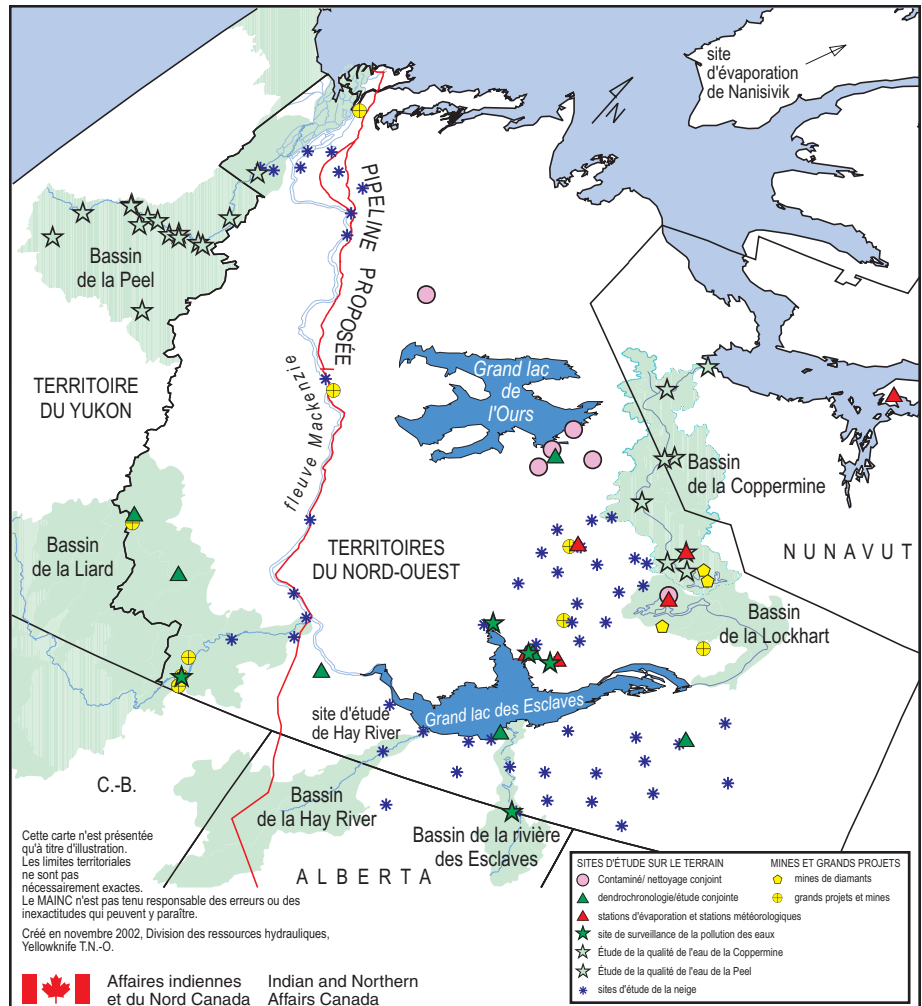 site
d'évaporation
de Nanisivik
N
PIPELINE PROPOSÉE
Bassin
de la Peel
Grand lac
de
l'Ours
TERRITOIRE
DU YUKON
fleuve Mackenzie
Bassin
de la Coppermine
Bassin
de la Liard
TERRITOIRES
DU NORD-OUEST
NUNAVUT
Bassin
de la Lockhart
site d'étude
de Hay River
Grand lac des Esclaves
C.-B.
Bassin
de la Hay River
Bassin de la rivière
des Esclaves
ALBERTA
Cette carte n'est présentée
qu'à titre d'illustration.
Les limites territoriales
ne sont pas
nécessairement exactes.
Le MAINC n'est pas tenu responsable des erreurs ou des
inexactitudes qui peuvent y paraître.
Créé en novembre 2002, Division des ressources hydrauliques,
Yellowknife T.N.-O.
SITES D'ÉTUDE SUR LE TERRAIN
Contaminé/ nettoyage conjoint
dendrochronologie/étude conjointe
stations d'évaporation et stations météorologiques
site de surveillance de la pollution des eaux
Étude de la qualité de l'eau de la Coppermine
Étude de la qualité de l'eau de la Peel
sites d'étude de la neige
MINES ET GRANDS PROJETS
mines de diamants
grands projets et mines
Affaires indiennes
et du Nord Canada
Indian and Northern
Affairs Canada